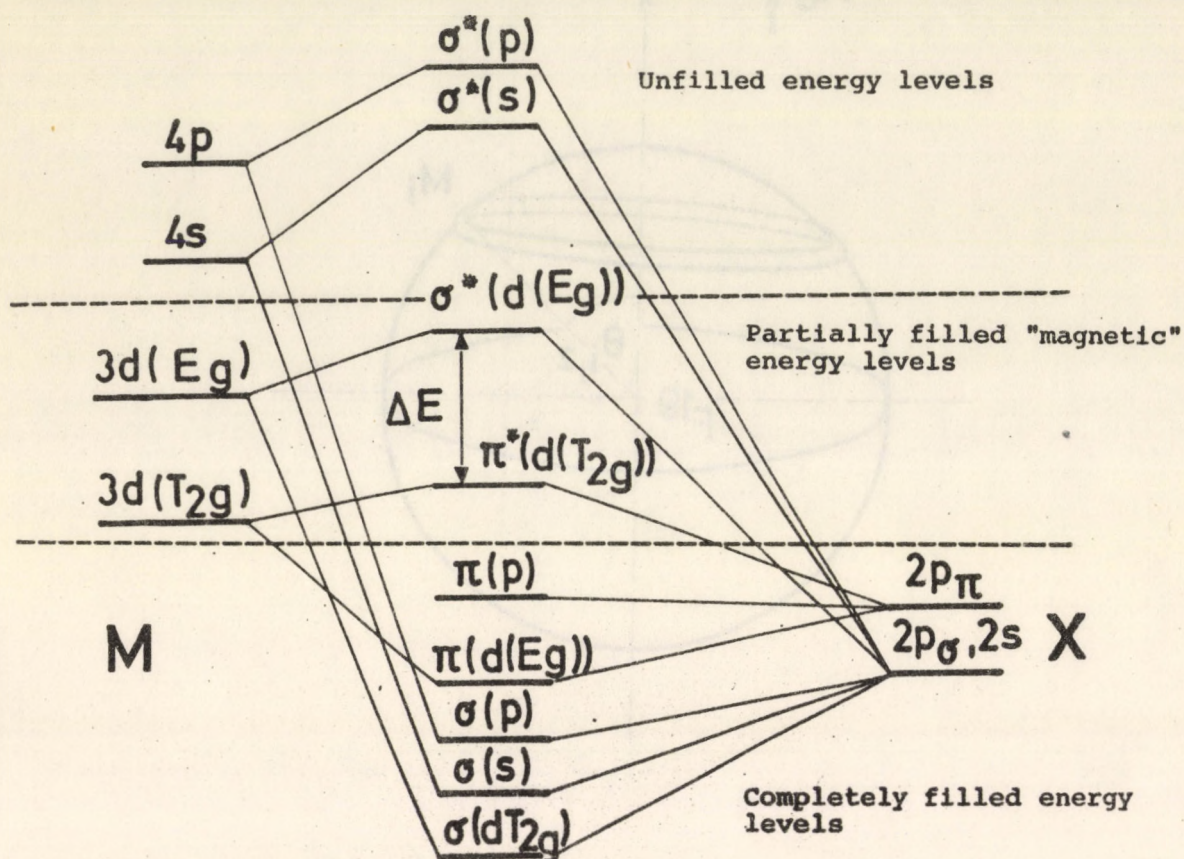 σ*(p)
Unfilled energy levels
σ*(s)
4p
4s
σ*(d(Eg))
Partially filled "magnetic"
energy levels
3d(Eg)
ΔE
π*(d(T2g))
3d(T2g)
π(p)
2pπ
M
π(d(Eg))
2pσ,2s
X
σ(p)
σ(s)
Completely filled energy
levels
σ(dT2g)